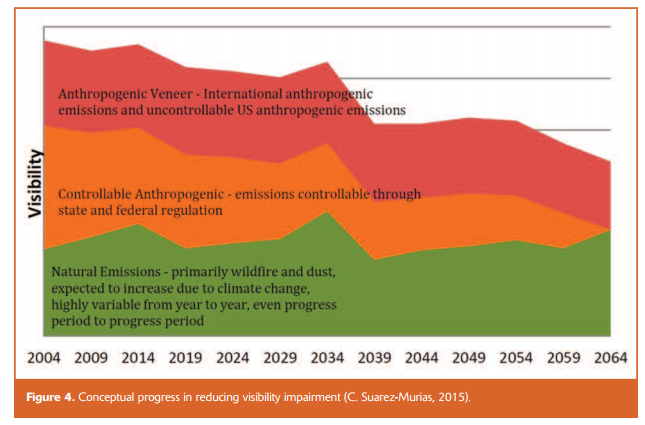 Visibility
Anthropogenic Veneer - International anthropogenic
emissions and uncontrollable US anthropogenic emissions
Controllable Anthropogenic - emissions controllable through
state and federal regulation
Natural Emissions - primarily wildfire and dust,
expected to increase due to climate change,
highly variable from year to year, even progress
period to progress period
2004 2009 2014 2019 2024 2029 2034 2039 2044 2049 2054 2059 2064
Figure 4. Conceptual progress in reducing visibility impairment (C. Suarez-Murias, 2015).